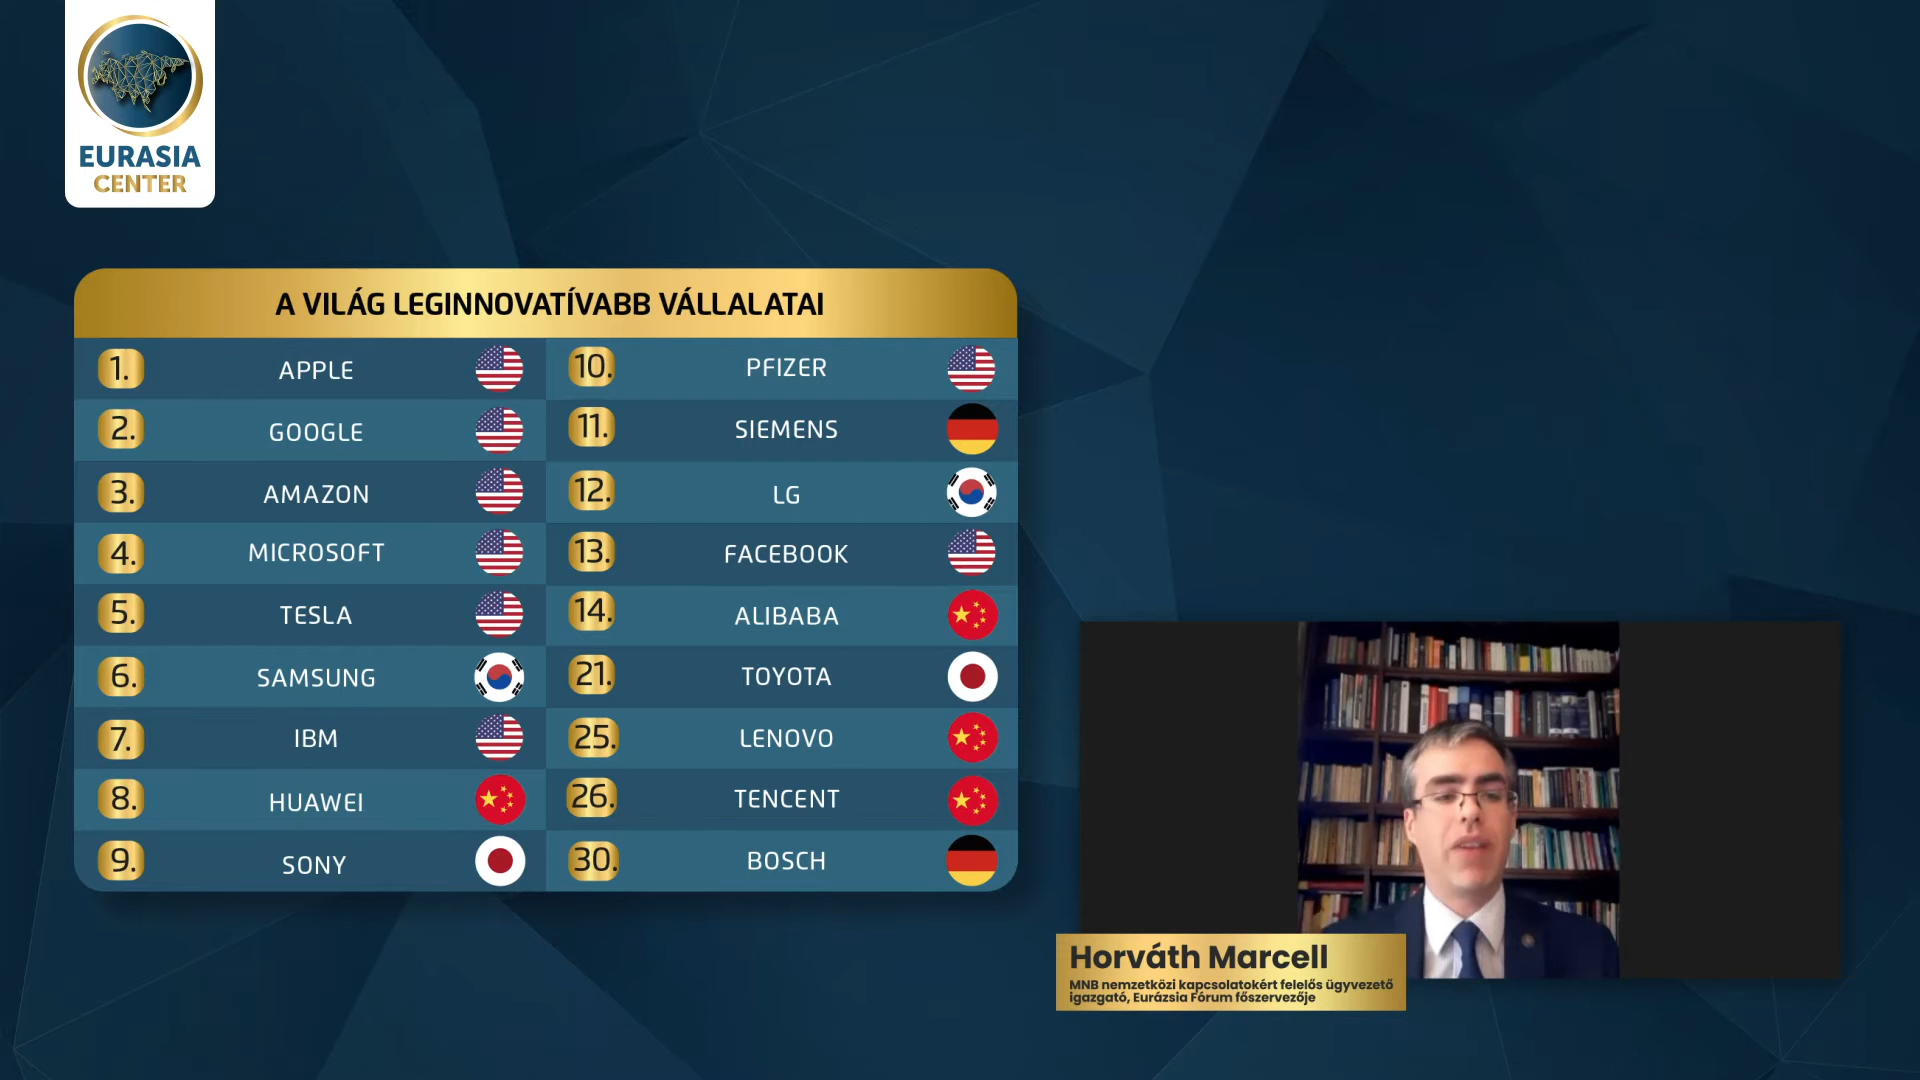 EURASIA
CENTER
A VILÁG LEGINNOVATÍVABB VÁLLALATAI
1. APPLE
2. GOOGLE
3. AMAZON
4. MICROSOFT
5. TESLA
6. SAMSUNG
7. IBM
8. HUAWEI
9. SONY
10. PFIZER
11. SIEMENS
12. LG
13. FACEBOOK
14. ALIBABA
21. TOYOTA
25. LENOVO
26. TENCENT
30. BOSCH
Horváth Marcell
MNB nemzetközi kapcsolatokért felelős ügyvezető
igazgató, Eurázsia Fórum főszervezője